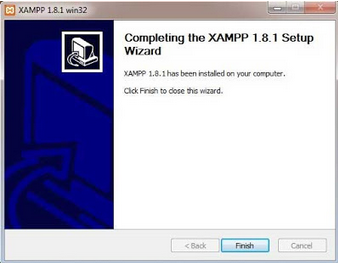 XAMPP 1.8.1 win32
Completing the XAMPP 1.8.1 Setup
Wizard
XAMPP 1.8.1 has been installed on your computer.
Click Finish to close this wizard.
< Back
Finish
Cancel